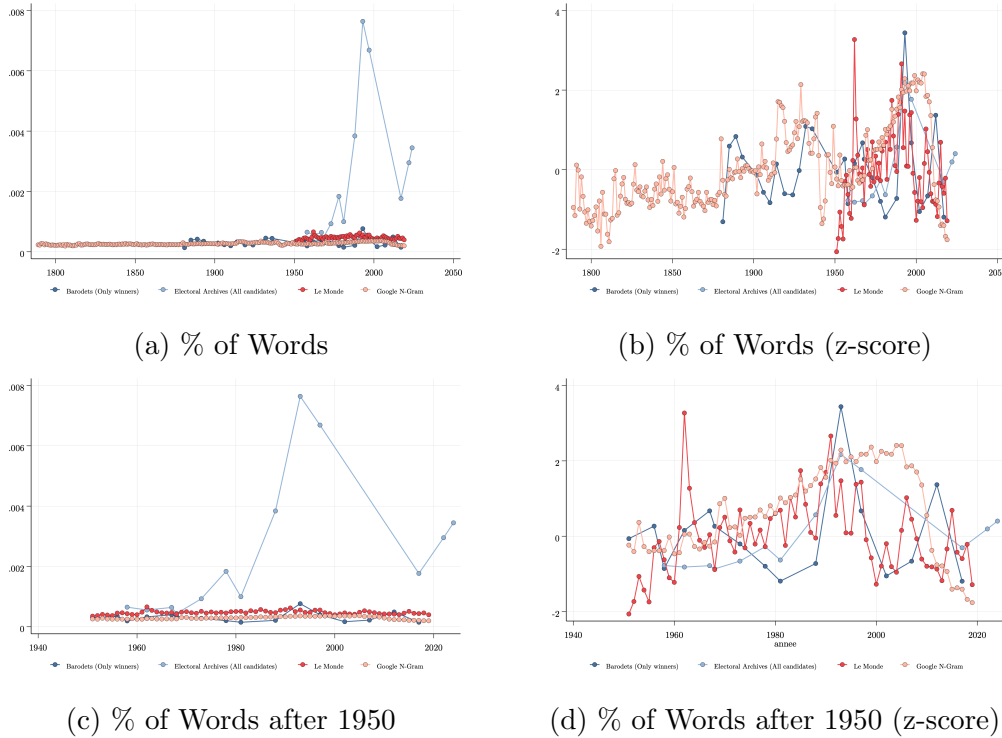 .008
.006
.004
.002
0
1800 1850 1900 1950 2000 2050
Barodets (Only winners) Electoral Archives (All candidates) Le Monde Google N-Gram
(a) % of Words
4
2
0
-2
1800 1850 1900 1950 2000 205
Barodets (Only winners) Electoral Archives (All candidates) Le Monde Google N-Gram
(b) % of Words (z-score)
.008
.006
.004
.002
0
1940 1960 1980 2000 2020
Barodets (Only winners) Electoral Archives (All candidates) Le Monde Google N-Gram
(c) % of Words after 1950
4
2
0
-2
1940 1960 1980 2000 2020
annee
Barodets (Only winners) Electoral Archives (All candidates) Le Monde Google N-Gram
(d) % of Words after 1950 (z-score)